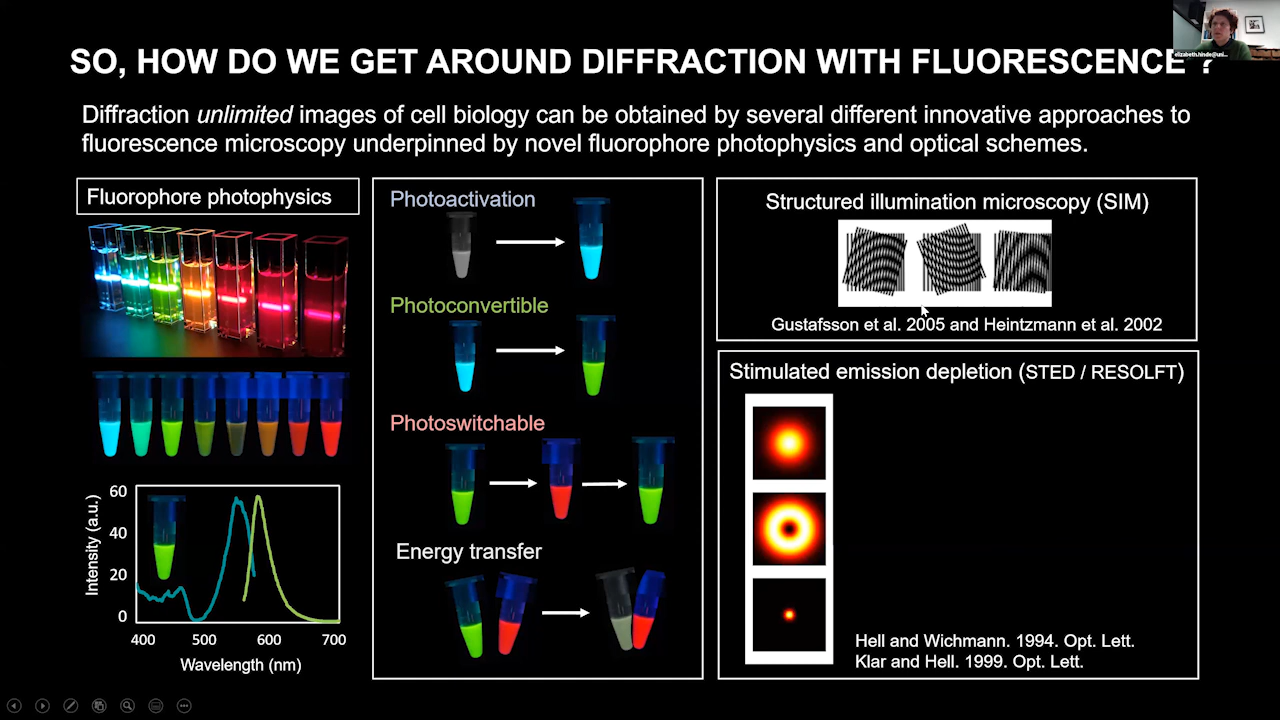 SO, HOW DO WE GET AROUND DIFFRACTION WITH FLUORESCENCE ?
elizabeth.hinde@uni...
Diffraction unlimited images of cell biology can be obtained by several different innovative approaches to
fluorescence microscopy underpinned by novel fluorophore photophysics and optical schemes.
Fluorophore photophysics
60
40
20
0
Intensity (a.u.)
400 500 600 700
Wavelength (nm)
Photoactivation
Photoconvertible
Photoswitchable
Energy transfer
Structured illumination microscopy (SIM)
Gustafsson et al. 2005 and Heintzmann et al. 2002
Stimulated emission depletion (STED / RESOLFT)
Hell and Wichmann. 1994. Opt. Lett.
Klar and Hell. 1999. Opt. Lett.